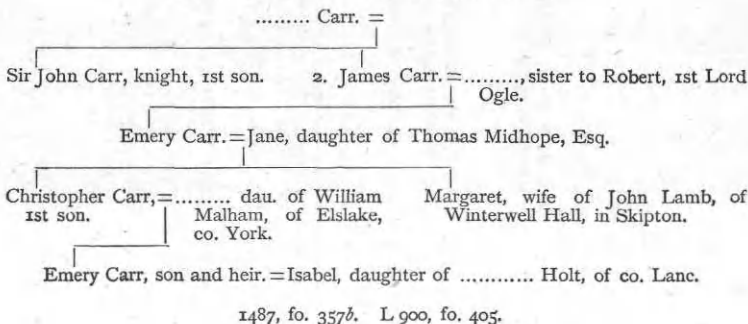 ......... Carr. =
Sir John Carr, knight, 1st son. 2. James Carr. = ........., sister to Robert, 1st Lord
Ogle.
Emery Carr. = Jane, daughter of Thomas Midhope, Esq.
Christopher Carr, = ......... dau. of William Margaret, wife of John Lamb, of
1st son. Malham, of Elslake, Winterwell Hall, in Skipton.
co. York.
Emery Carr, son and heir. = Isabel, daughter of ............ Holt, of co. Lanc.
1487, fo. 357b. L 900, fo. 405.